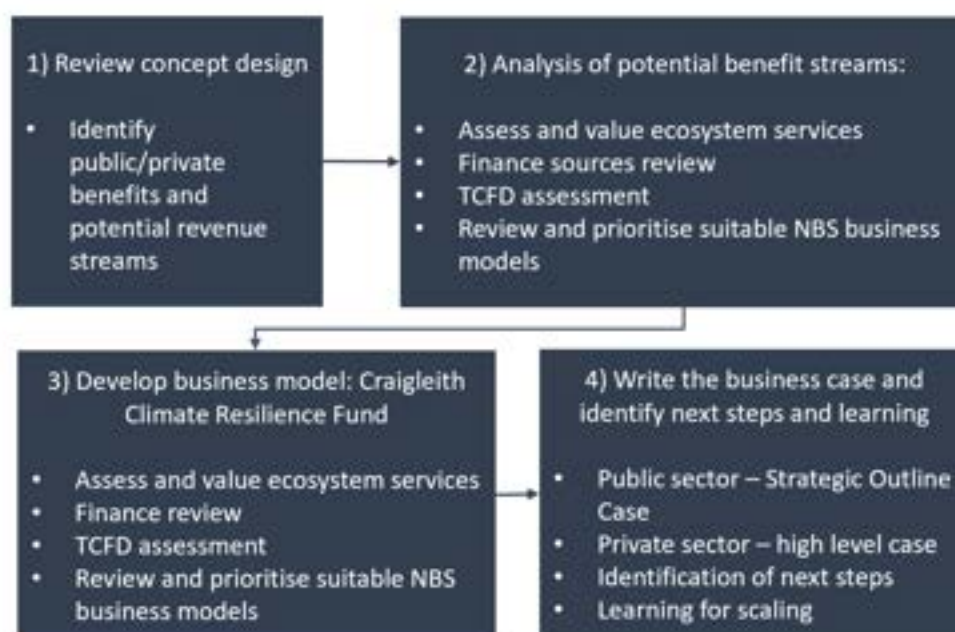 1) Review concept design
• Identify
public/private
benefits and
potential revenue
streams
2) Analysis of potential benefit streams:
• Assess and value ecosystem services
• Finance sources review
• TCFD assessment
• Review and prioritise suitable NBS business
models
3) Develop business model: Craigleith
Climate Resilience Fund
• Assess and value ecosystem services
• Finance review
• TCFD assessment
• Review and prioritise suitable NBS
business models
4) Write the business case and
identify next steps and learning
• Public sector – Strategic Outline
Case
• Private sector – high level case
• Identification of next steps
• Learning for scaling